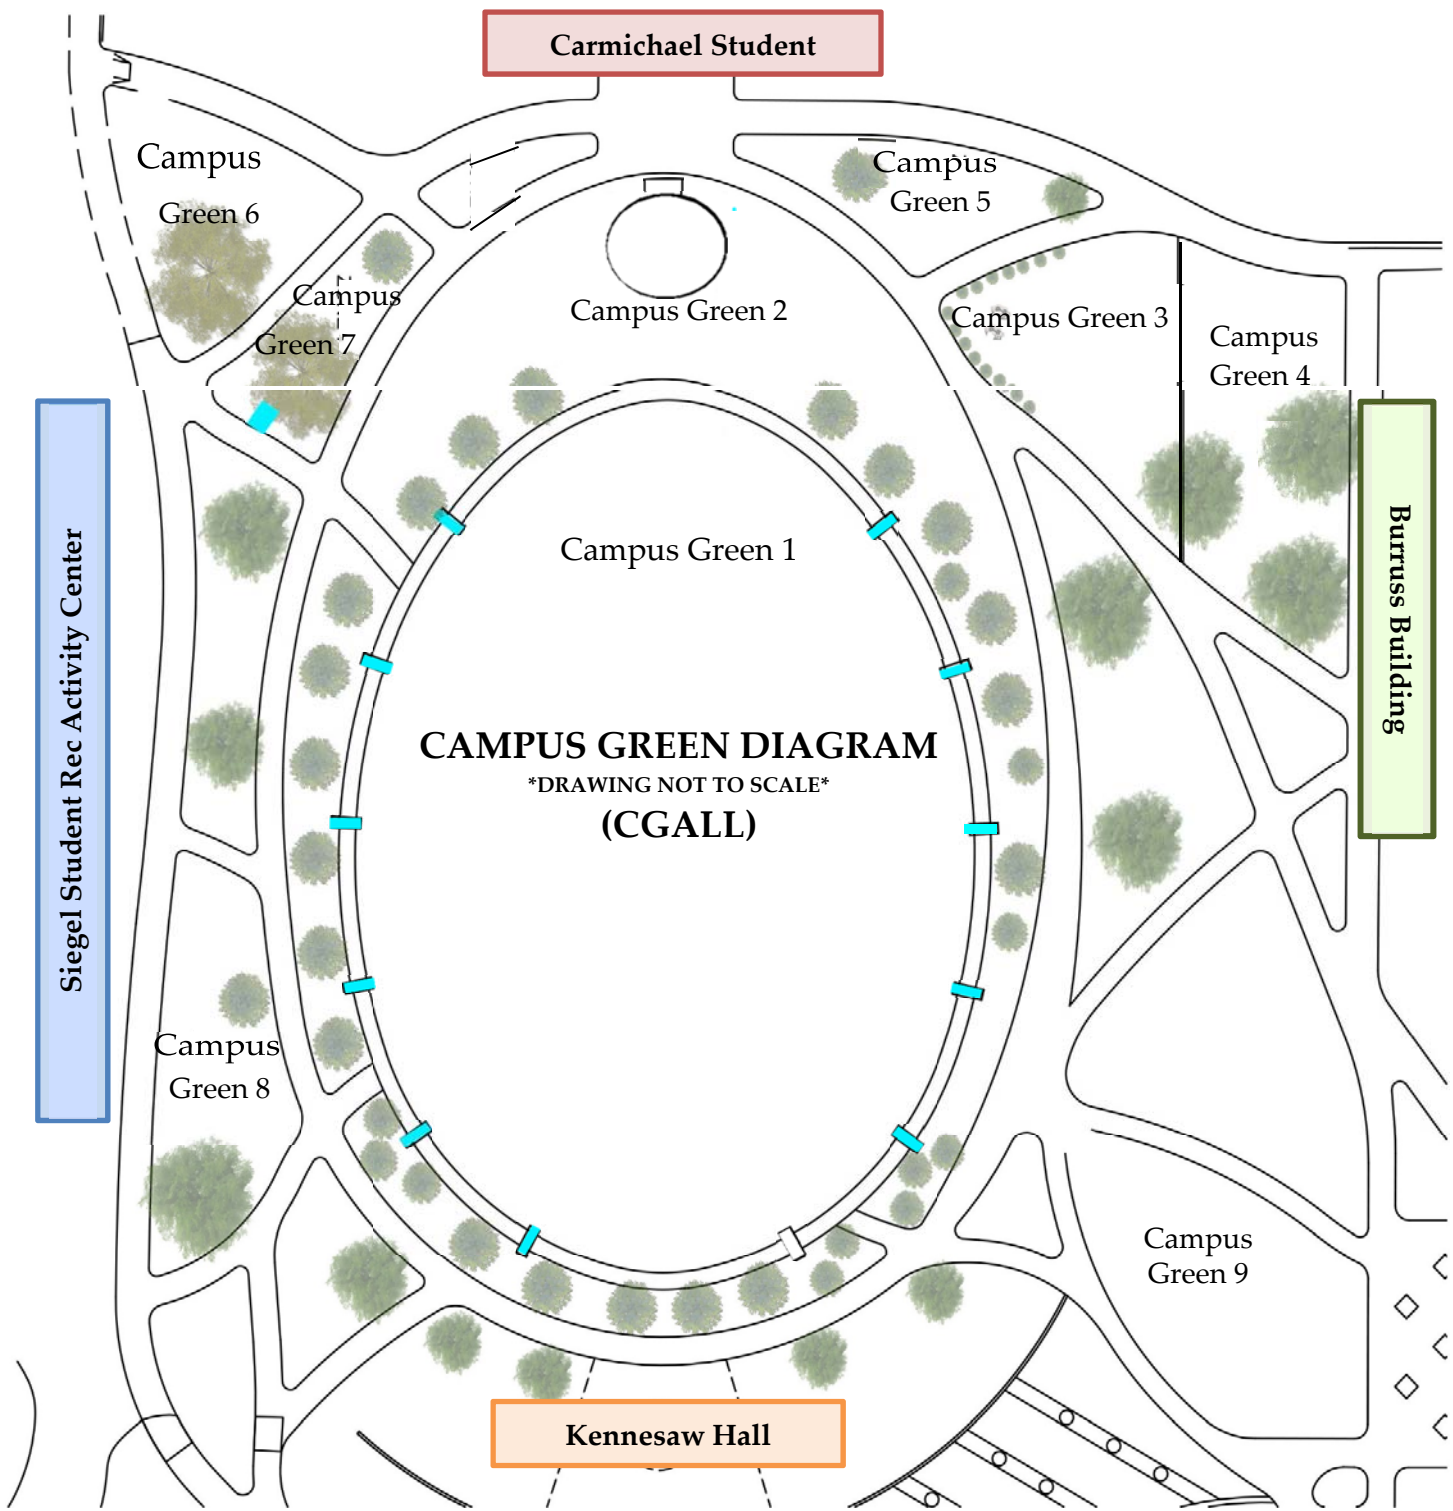 Carmichael Student
Campus
Green 6
Campus
Green 5
Campus
Green 7
Campus Green 2
Campus Green 3
Campus
Green 4
Campus Green 1
Siegel Student Rec Activity Center
Burruss Building
CAMPUS GREEN DIAGRAM
*DRAWING NOT TO SCALE*
(CGALL)
Campus
Green 8
Campus
Green 9
Kennesaw Hall